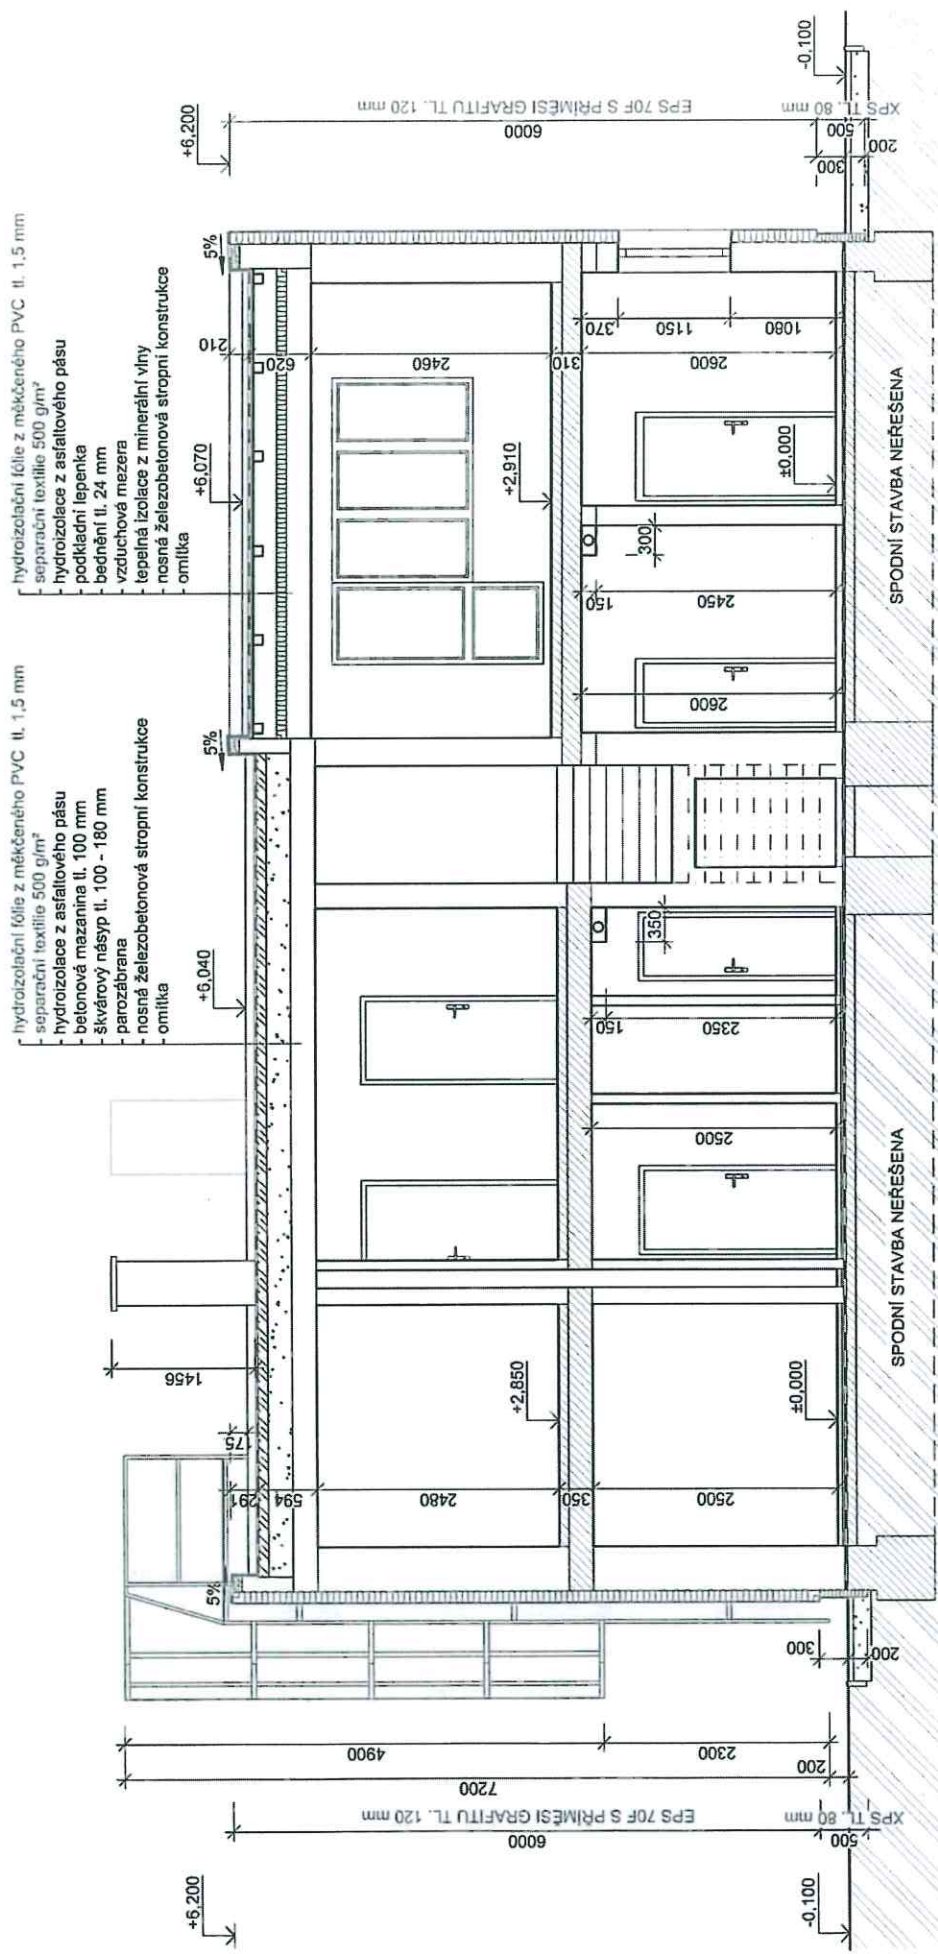 hydroizolační fólie z měkčeného PVC tl. 1,5 mm
separační textilie 500 g/m²
hydroizolace z asfaltového pásu
betonová mazanina tl. 100 mm
škvárový násyp tl. 100 - 180 mm
parozábrana
nosná železobetonová stropní konstrukce
omítka
hydroizolační fólie z měkčeného PVC tl. 1,5 mm
separační textilie 500 g/m²
hydroizolace z asfaltového pásu
podkladní lepenka
bednění tl. 24 mm
vzduchová mezera
tepelná izolace z minerální vlny
nosná železobetonová stropní konstrukce
omítka
+6,200
+6,040
+6,070
+6,200
5%
5%
5%
1456
175
291
594
2480
350
2500
+2,850
±0,000
2500
2350
150
350
210
620
2460
310
2600
+2,910
±0,000
370
1150
1080
300
150
2450
2600
4900
2300
7200
200
300
200
6000
500
EPS 70F S PŘÍMĚSÍ GRAFITU TL. 120 mm
XPS TL. 80 mm
-0,100
6000
500
300
200
EPS 70F S PŘÍMĚSÍ GRAFITU TL. 120 mm
XPS TL. 80 mm
-0,100
SPODNÍ STAVBA NEŘEŠENA
SPODNÍ STAVBA NEŘEŠENA